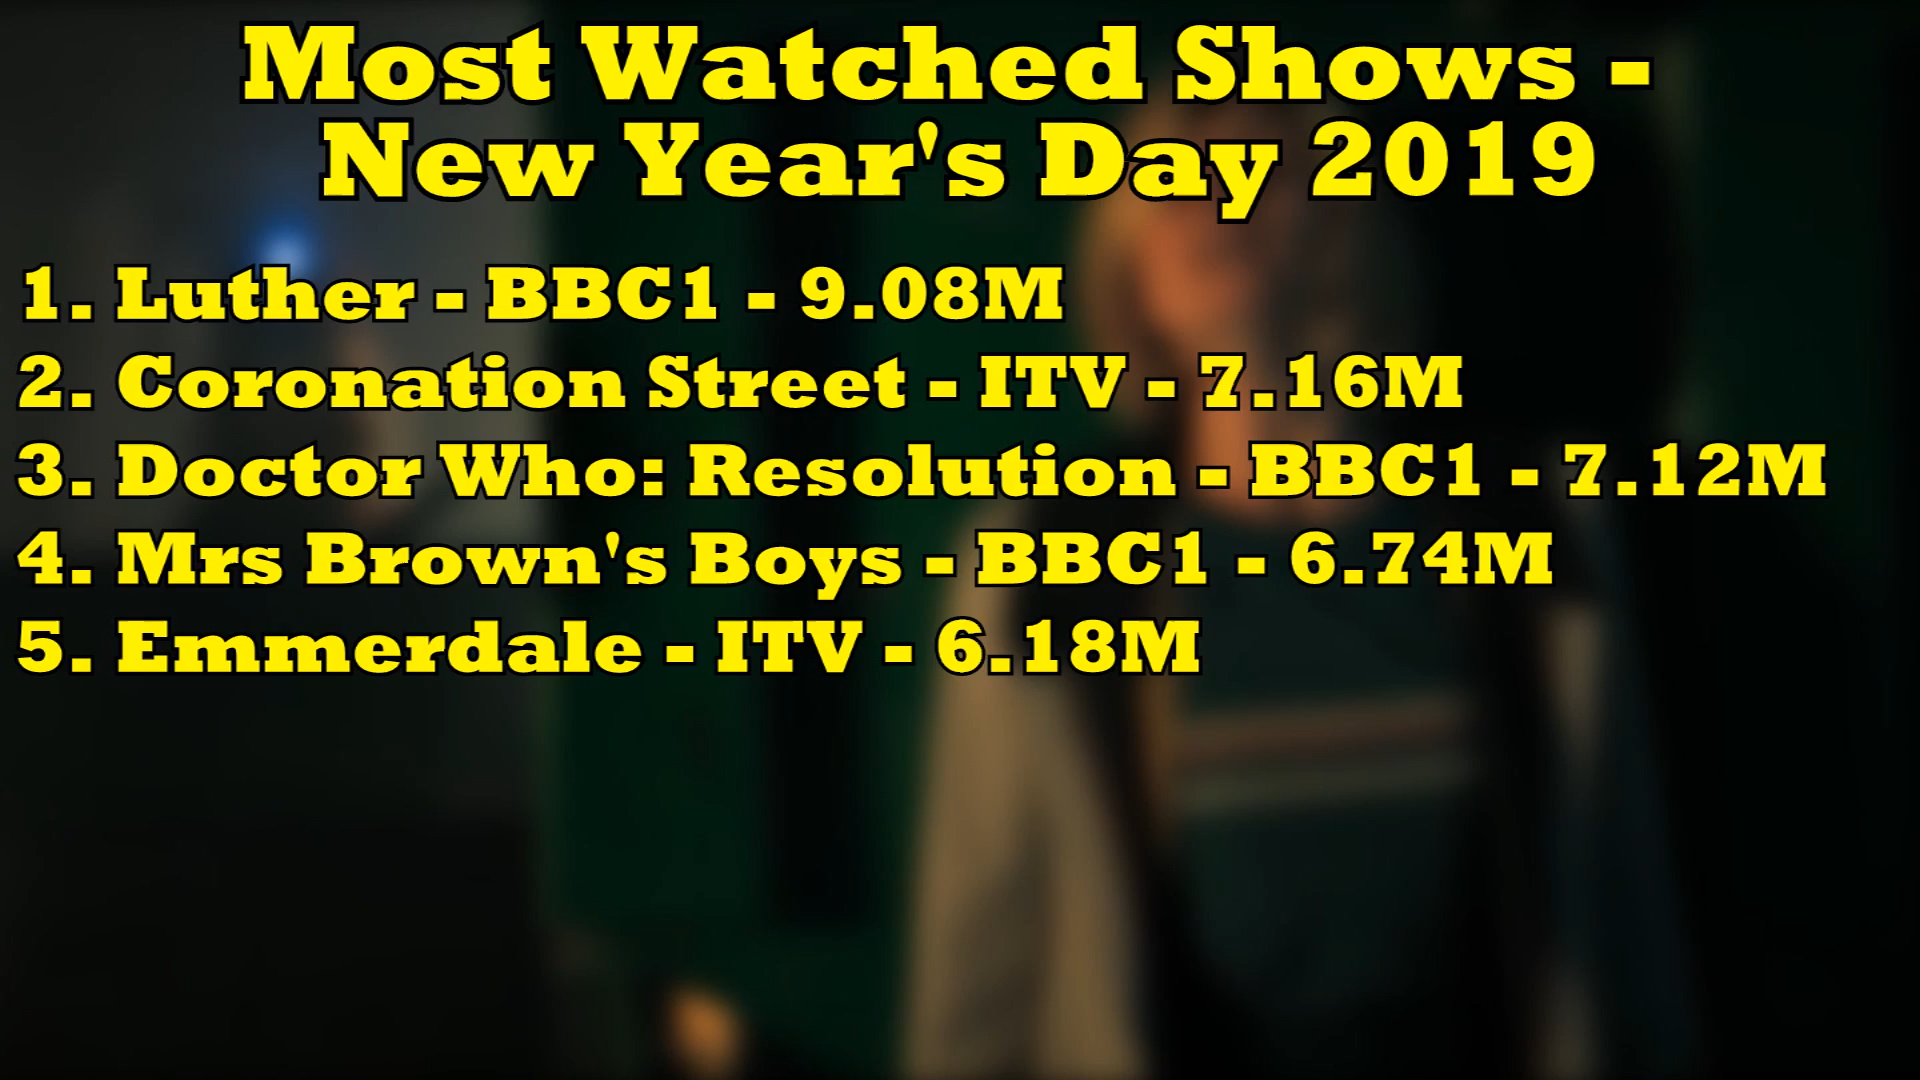 Most Watched Shows -
New Year's Day 2019
1. Luther - BBC1 - 9.08M
2. Coronation Street - ITV - 7.16M
3. Doctor Who: Resolution - BBC1 - 7.12M
4. Mrs Brown's Boys - BBC1 - 6.74M
5. Emmerdale - ITV - 6.18M